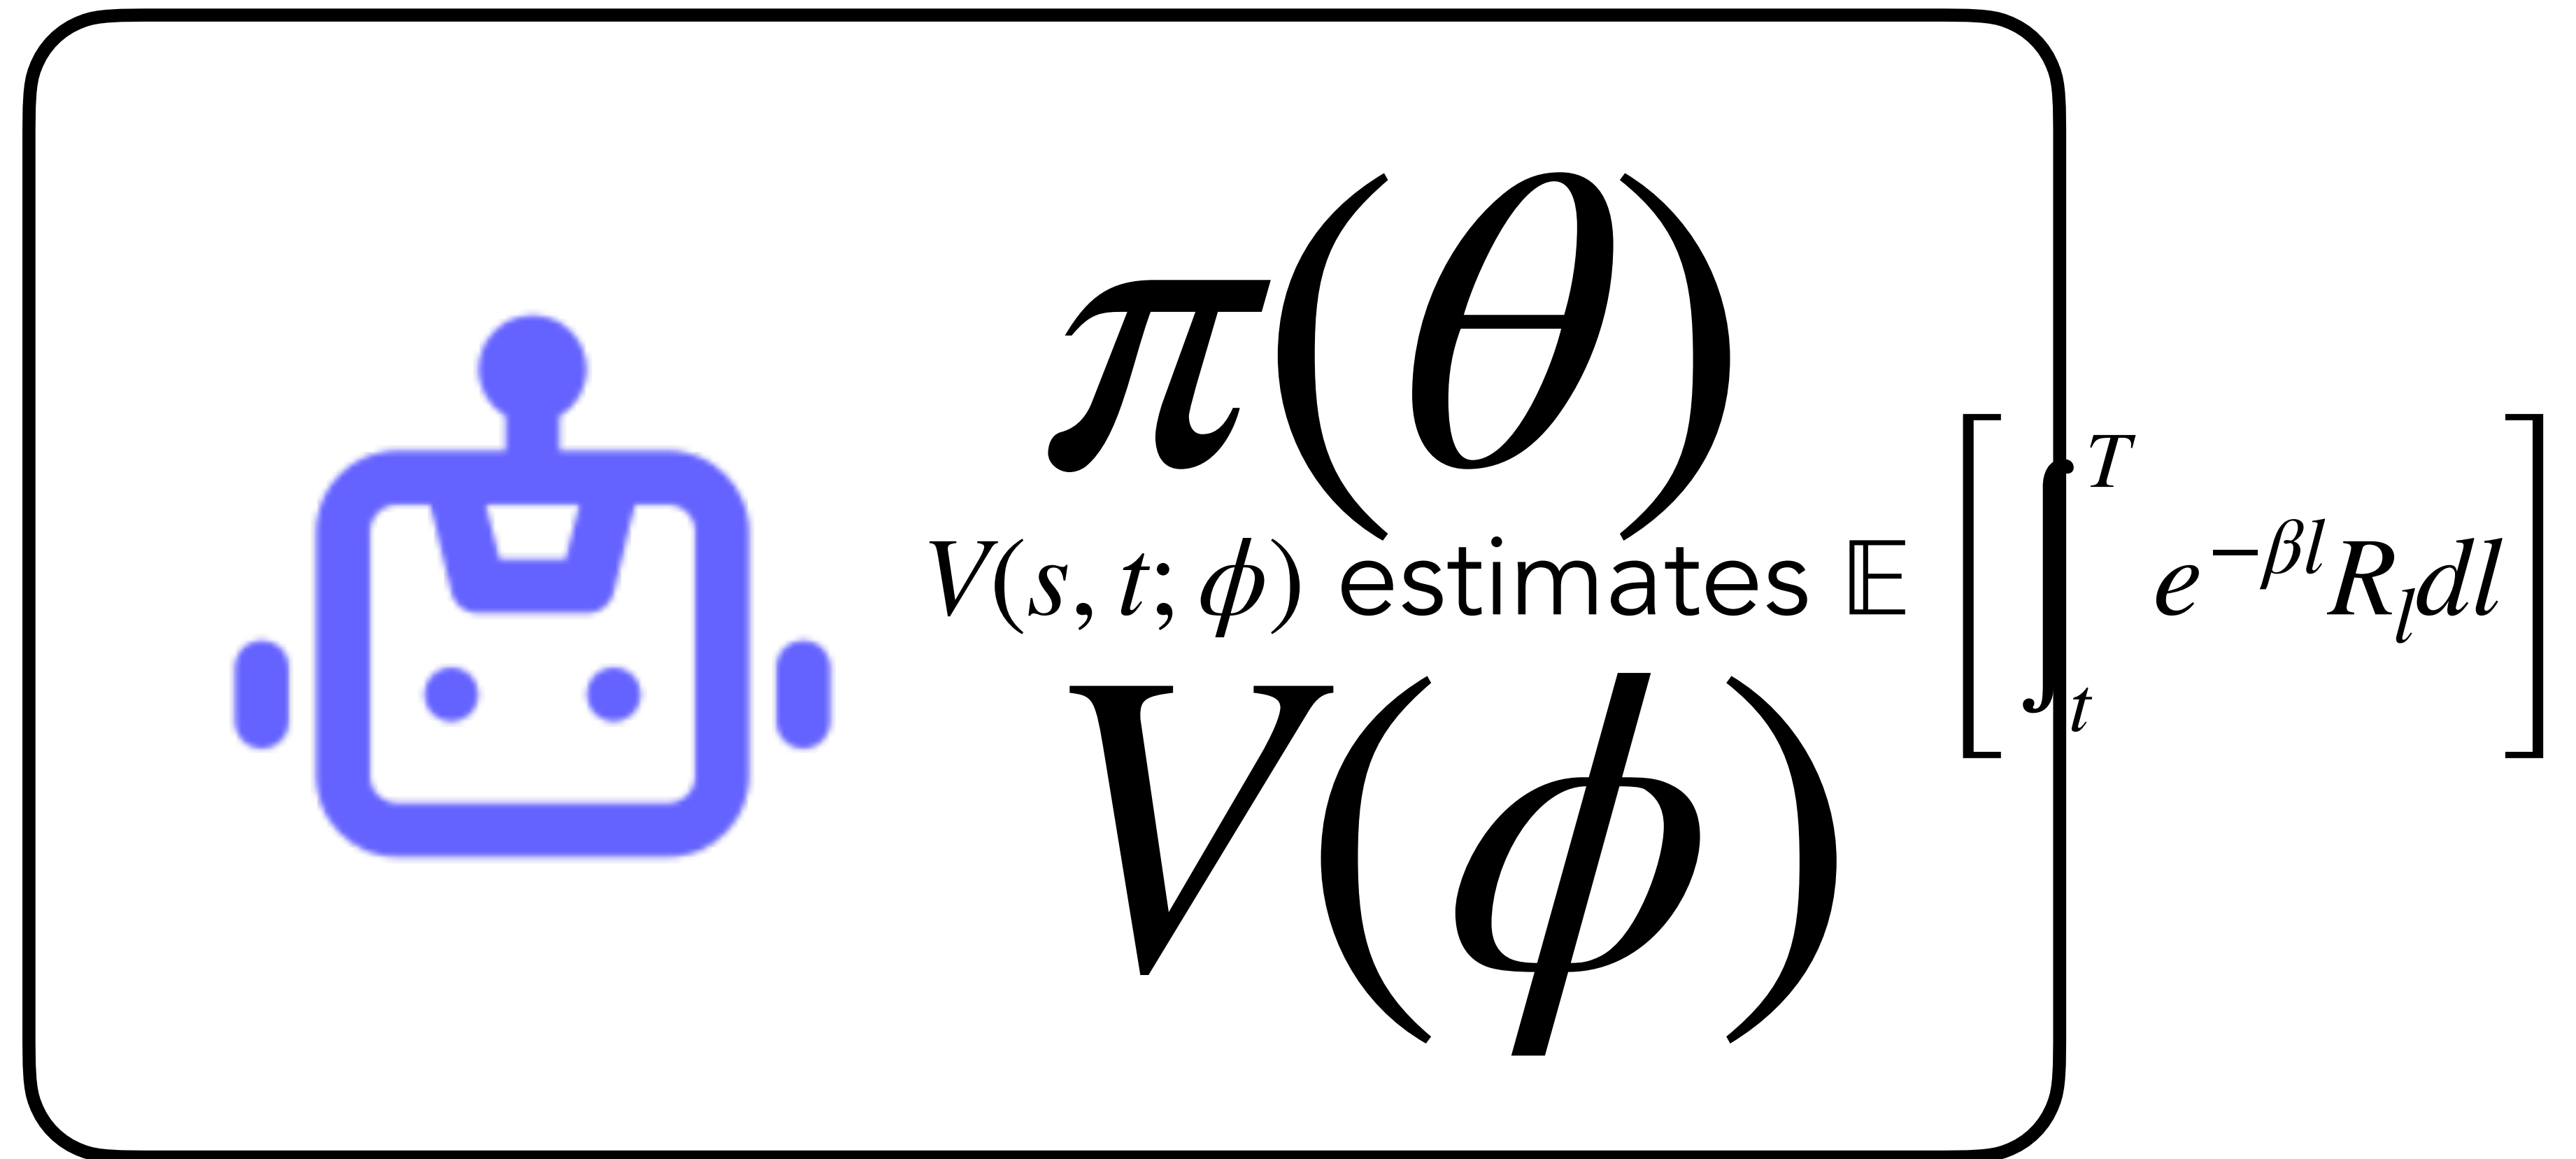 π(θ)
V(s, t; ϕ) estimates 𝔼 [∫_t^T e^{−βl} R_l dl]
V(ϕ)